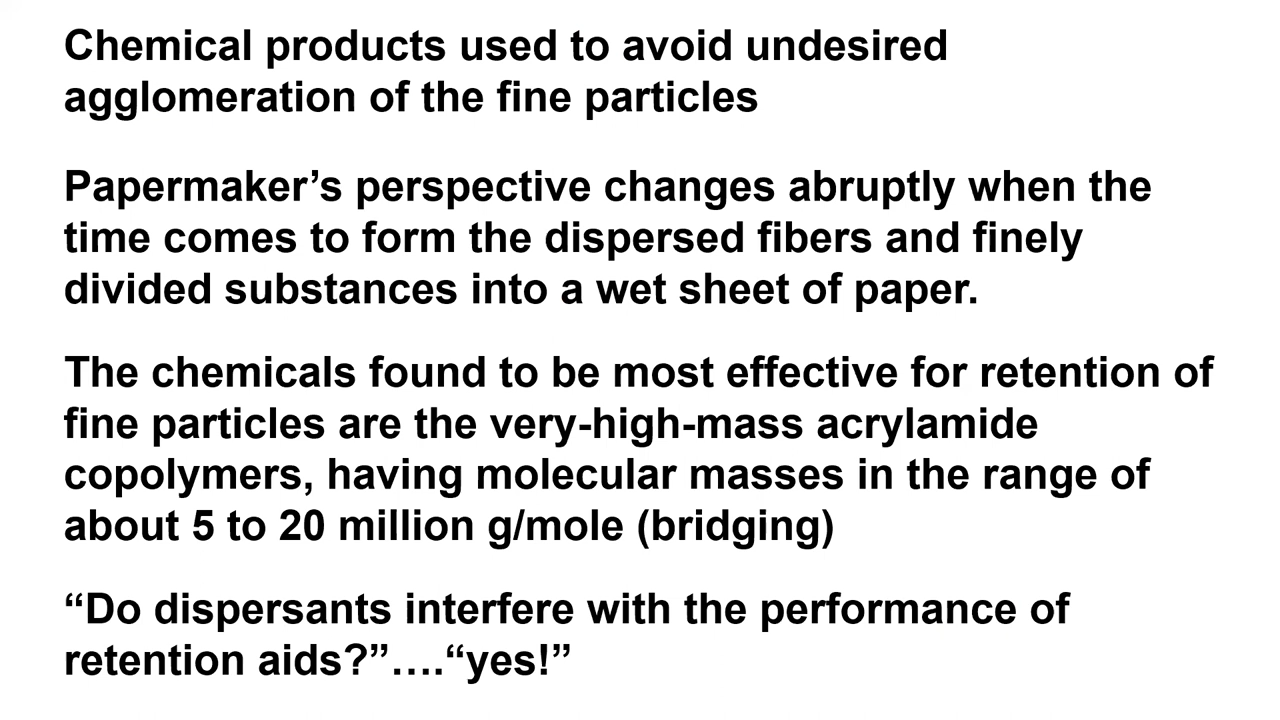 Chemical products used to avoid undesired
agglomeration of the fine particles
Papermaker’s perspective changes abruptly when the
time comes to form the dispersed fibers and finely
divided substances into a wet sheet of paper.
The chemicals found to be most effective for retention of
fine particles are the very-high-mass acrylamide
copolymers, having molecular masses in the range of
about 5 to 20 million g/mole (bridging)
“Do dispersants interfere with the performance of
retention aids?”….“yes!”